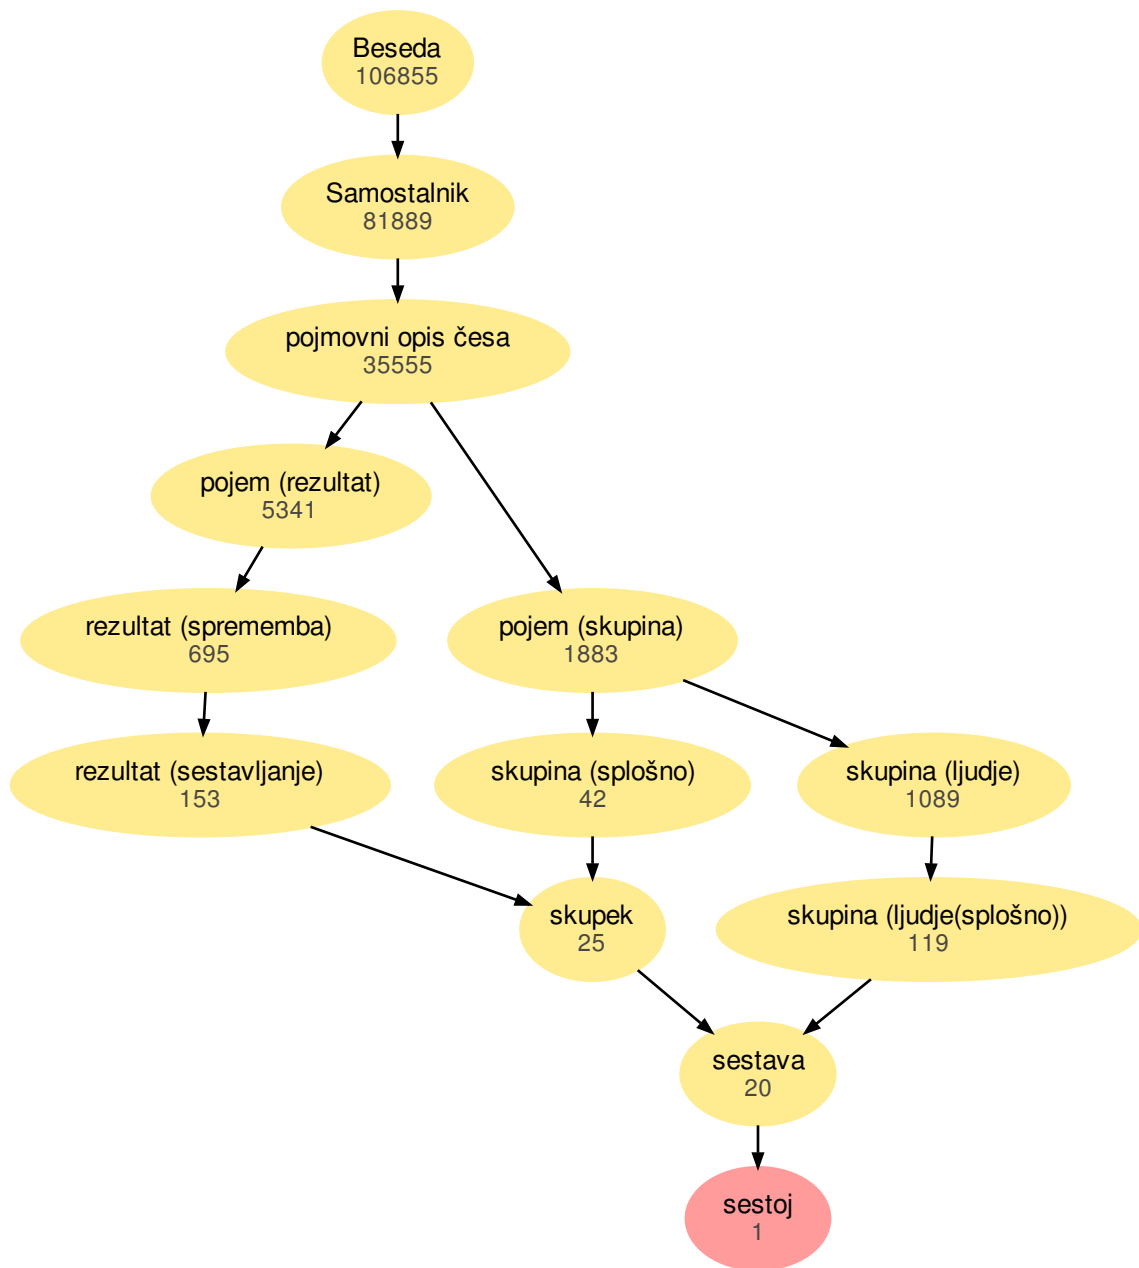 Beseda
106855
Samostalnik
81889
pojmovni opis česa
35555
pojem (rezultat)
5341
rezultat (sprememba)
695
pojem (skupina)
1883
rezultat (sestavljanje)
153
skupina (splošno)
42
skupina (ljudje)
1089
skupek
25
skupina (ljudje(splošno))
119
sestava
20
sestoj
1